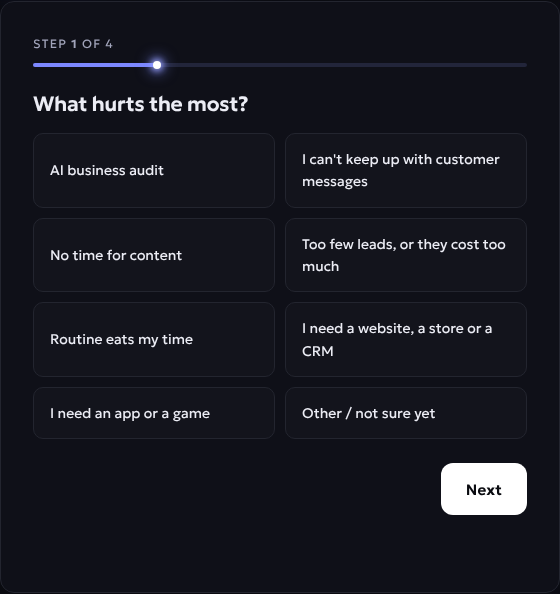 STEP 1 OF 4
What hurts the most?
AI business audit
I can't keep up with customer
messages
No time for content
Too few leads, or they cost too
much
Routine eats my time
I need a website, a store or a
CRM
I need an app or a game
Other / not sure yet
Next